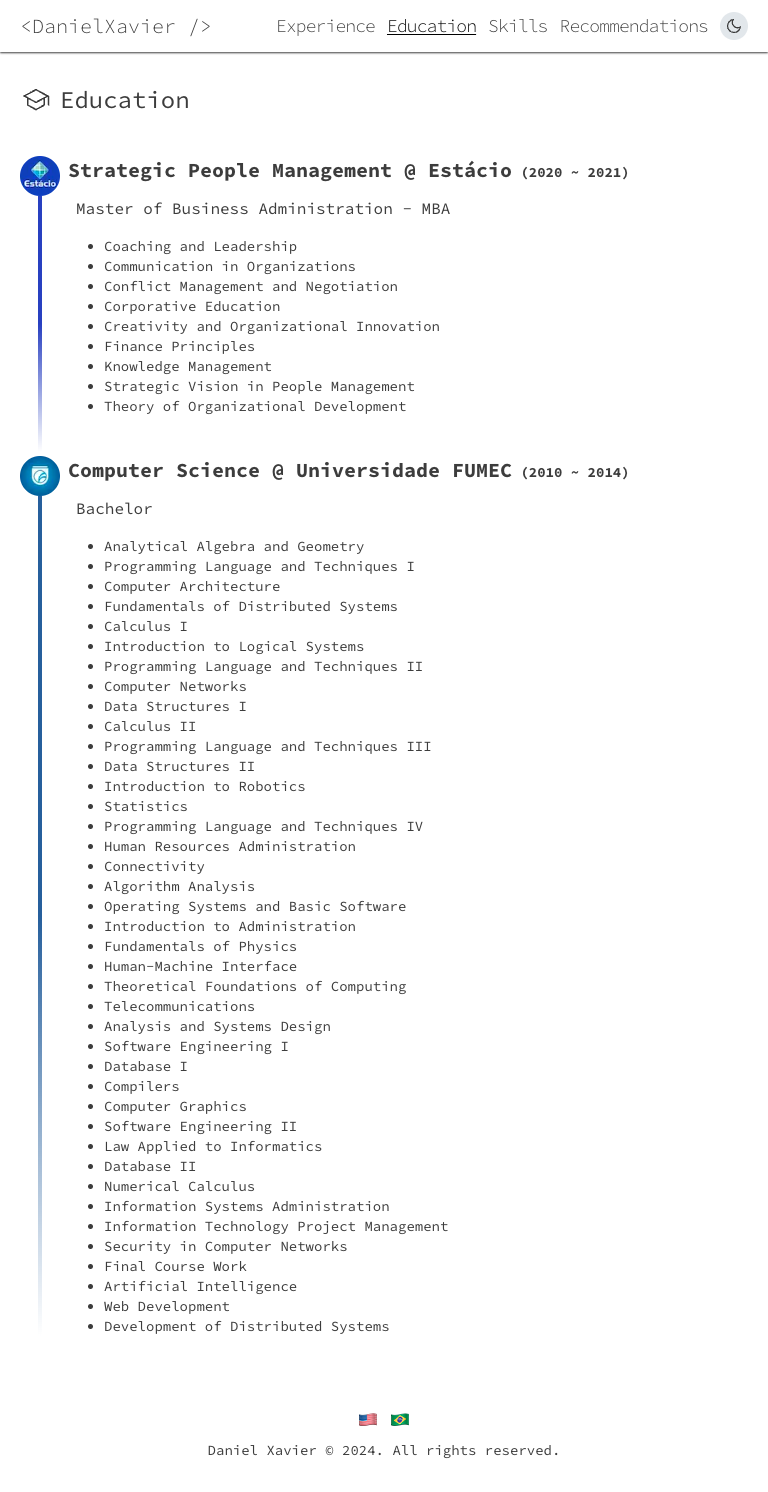 <DanielXavier />
Experience Education Skills Recommendations
Education
Estácio
Strategic People Management @ Estácio (2020 ~ 2021)
Master of Business Administration - MBA
• Coaching and Leadership
• Communication in Organizations
• Conflict Management and Negotiation
• Corporative Education
• Creativity and Organizational Innovation
• Finance Principles
• Knowledge Management
• Strategic Vision in People Management
• Theory of Organizational Development
Computer Science @ Universidade FUMEC (2010 ~ 2014)
Bachelor
• Analytical Algebra and Geometry
• Programming Language and Techniques I
• Computer Architecture
• Fundamentals of Distributed Systems
• Calculus I
• Introduction to Logical Systems
• Programming Language and Techniques II
• Computer Networks
• Data Structures I
• Calculus II
• Programming Language and Techniques III
• Data Structures II
• Introduction to Robotics
• Statistics
• Programming Language and Techniques IV
• Human Resources Administration
• Connectivity
• Algorithm Analysis
• Operating Systems and Basic Software
• Introduction to Administration
• Fundamentals of Physics
• Human-Machine Interface
• Theoretical Foundations of Computing
• Telecommunications
• Analysis and Systems Design
• Software Engineering I
• Database I
• Compilers
• Computer Graphics
• Software Engineering II
• Law Applied to Informatics
• Database II
• Numerical Calculus
• Information Systems Administration
• Information Technology Project Management
• Security in Computer Networks
• Final Course Work
• Artificial Intelligence
• Web Development
• Development of Distributed Systems
Daniel Xavier © 2024. All rights reserved.